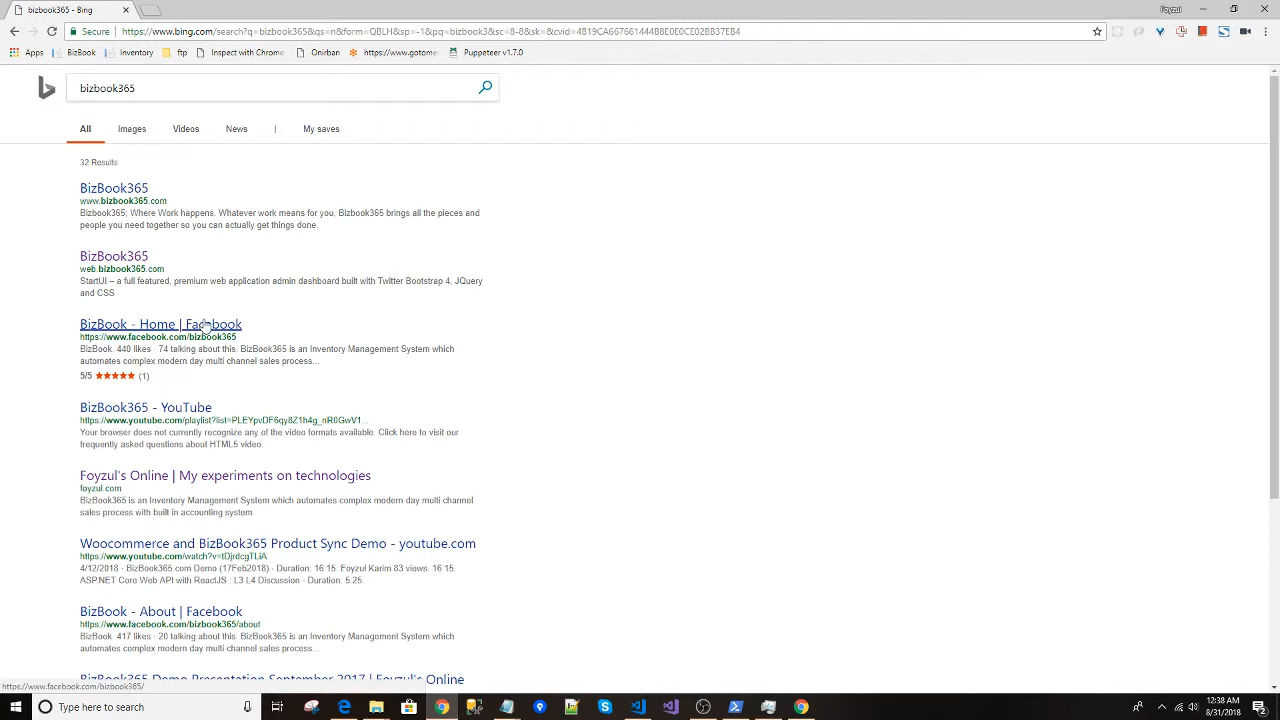 bizbook365 - Bing
Foyzul
Secure https://www.bing.com/search?q=bizbook365&qs=n&form=QBLH&sp=-1&pq=bizbook3&sc=8-8&sk=&cvid=4B19CA667661444B8E0E0CE02BB37EB4
Apps BizBook Inventory ftp Inspect with Chrome Onirban https://www.gotome Puppeteer v1.7.0
bizbook365
All Images Videos News | My saves
32 Results
BizBook365
www.bizbook365.com
Bizbook365; Where Work happens. Whatever work means for you, Bizbook365 brings all the pieces and
people you need together so you can actually get things done.
BizBook365
web.bizbook365.com
StartUI – a full featured, premium web application admin dashboard built with Twitter Bootstrap 4, JQuery
and CSS
BizBook - Home | Facebook
https://www.facebook.com/bizbook365
BizBook. 440 likes · 74 talking about this. BizBook365 is an Inventory Management System which
automates complex modern day multi channel sales process...
5/5 ★★★★★ (1)
BizBook365 - YouTube
https://www.youtube.com/playlist?list=PLEYpvDF6qy8Z1h4g_nR0GwV1...
Your browser does not currently recognize any of the video formats available. Click here to visit our
frequently asked questions about HTML5 video.
Foyzul's Online | My experiments on technologies
foyzul.com
BizBook365 is an Inventory Management System which automates complex modern day multi channel
sales process with built in accounting system.
Woocommerce and BizBook365 Product Sync Demo - youtube.com
https://www.youtube.com/watch?v=tDjrdcgTLiA
4/12/2018 · BizBook365.com Demo (17Feb2018) - Duration: 16:15. Foyzul Karim 83 views. 16:15.
ASP.NET Core Web API with ReactJS : L3 L4 Discussion - Duration: 5:25.
BizBook - About | Facebook
https://www.facebook.com/bizbook365/about
BizBook. 417 likes · 20 talking about this. BizBook365 is an Inventory Management System which
automates complex modern day multi channel sales process...
BizBook365 Demo Presentation September 2017 | Foyzul's Online
https://www.facebook.com/bizbook365/
Type here to search
12:38 AM
8/31/2018